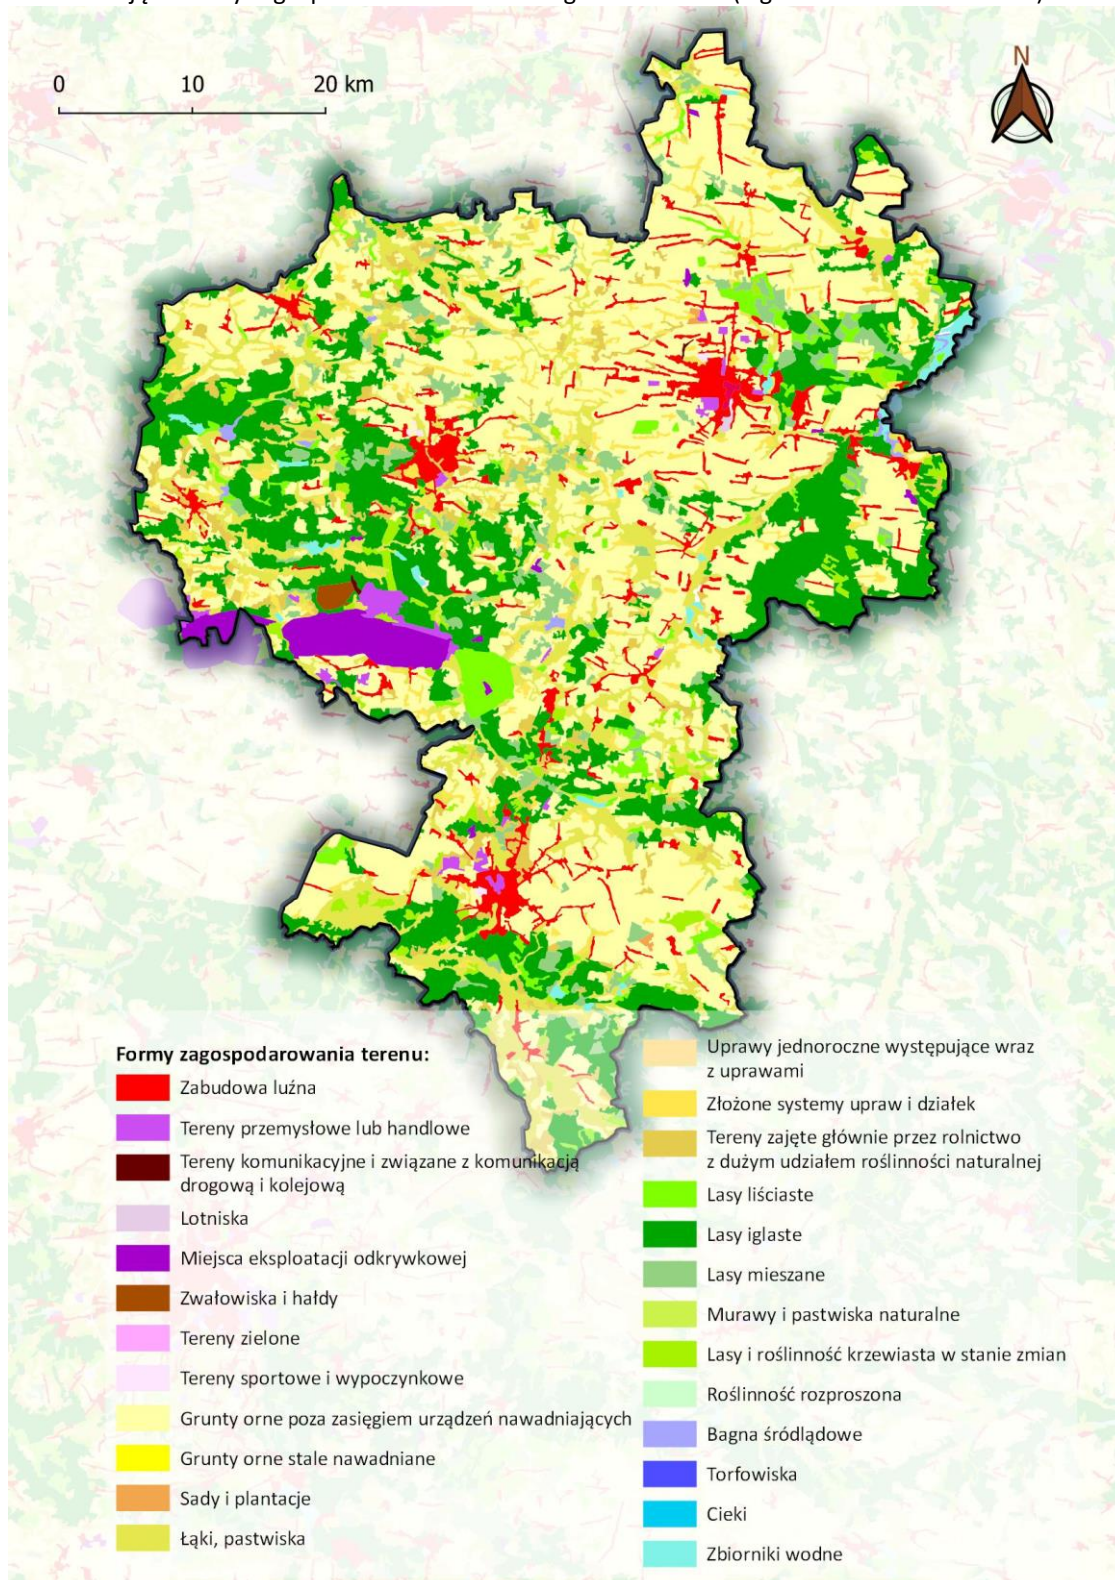 0 10 20 km
N
Formy zagospodarowania terenu:
Zabudowa luźna
Tereny przemysłowe lub handlowe
Tereny komunikacyjne i związane z komunikacją
drogową i kolejową
Lotniska
Miejsca eksploatacji odkrywkowej
Zwałowiska i hałdy
Tereny zielone
Tereny sportowe i wypoczynkowe
Grunty orne poza zasięgiem urządzeń nawadniających
Grunty orne stale nawadniane
Sady i plantacje
Łąki, pastwiska
Uprawy jednoroczne występujące wraz
z uprawami
Złożone systemy upraw i działek
Tereny zajęte głównie przez rolnictwo
z dużym udziałem roślinności naturalnej
Lasy liściaste
Lasy iglaste
Lasy mieszane
Murawy i pastwiska naturalne
Lasy i roślinność krzewiasta w stanie zmian
Roślinność rozproszona
Bagna śródlądowe
Torfowiska
Cieki
Zbiorniki wodne